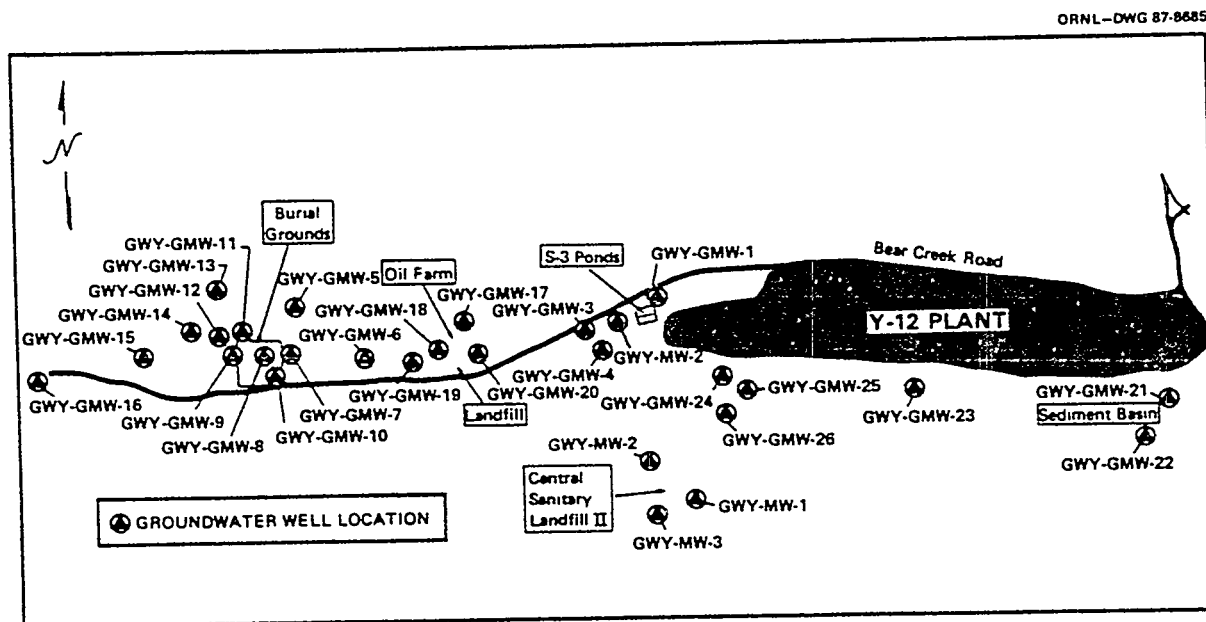 ORNL-DWG 87-8685
N
Burial
Grounds
GWY-GMW-11
GWY-GMW-13
GWY-GMW-12
GWY-GMW-14
GWY-GMW-15
GWY-GMW-16
GWY-GMW-5
Oil Farm
GWY-GMW-17
GWY-GMW-18
GWY-GMW-6
S-3 Ponds
GWY-GMW-1
GWY-GMW-3
Bear Creek Road
Y-12 PLANT
GWY-MW-2
GWY-GMW-4
GWY-GMW-20
GWY-GMW-19
Landfill
GWY-GMW-7
GWY-GMW-9
GWY-GMW-8
GWY-GMW-10
GWY-GMW-24
GWY-GMW-25
GWY-GMW-26
GWY-GMW-23
GWY-GMW-21
Sediment Basin
GWY-GMW-22
GWY-MW-2
Central
Sanitary
Landfill II
GWY-MW-1
GWY-MW-3
GROUNDWATER WELL LOCATION